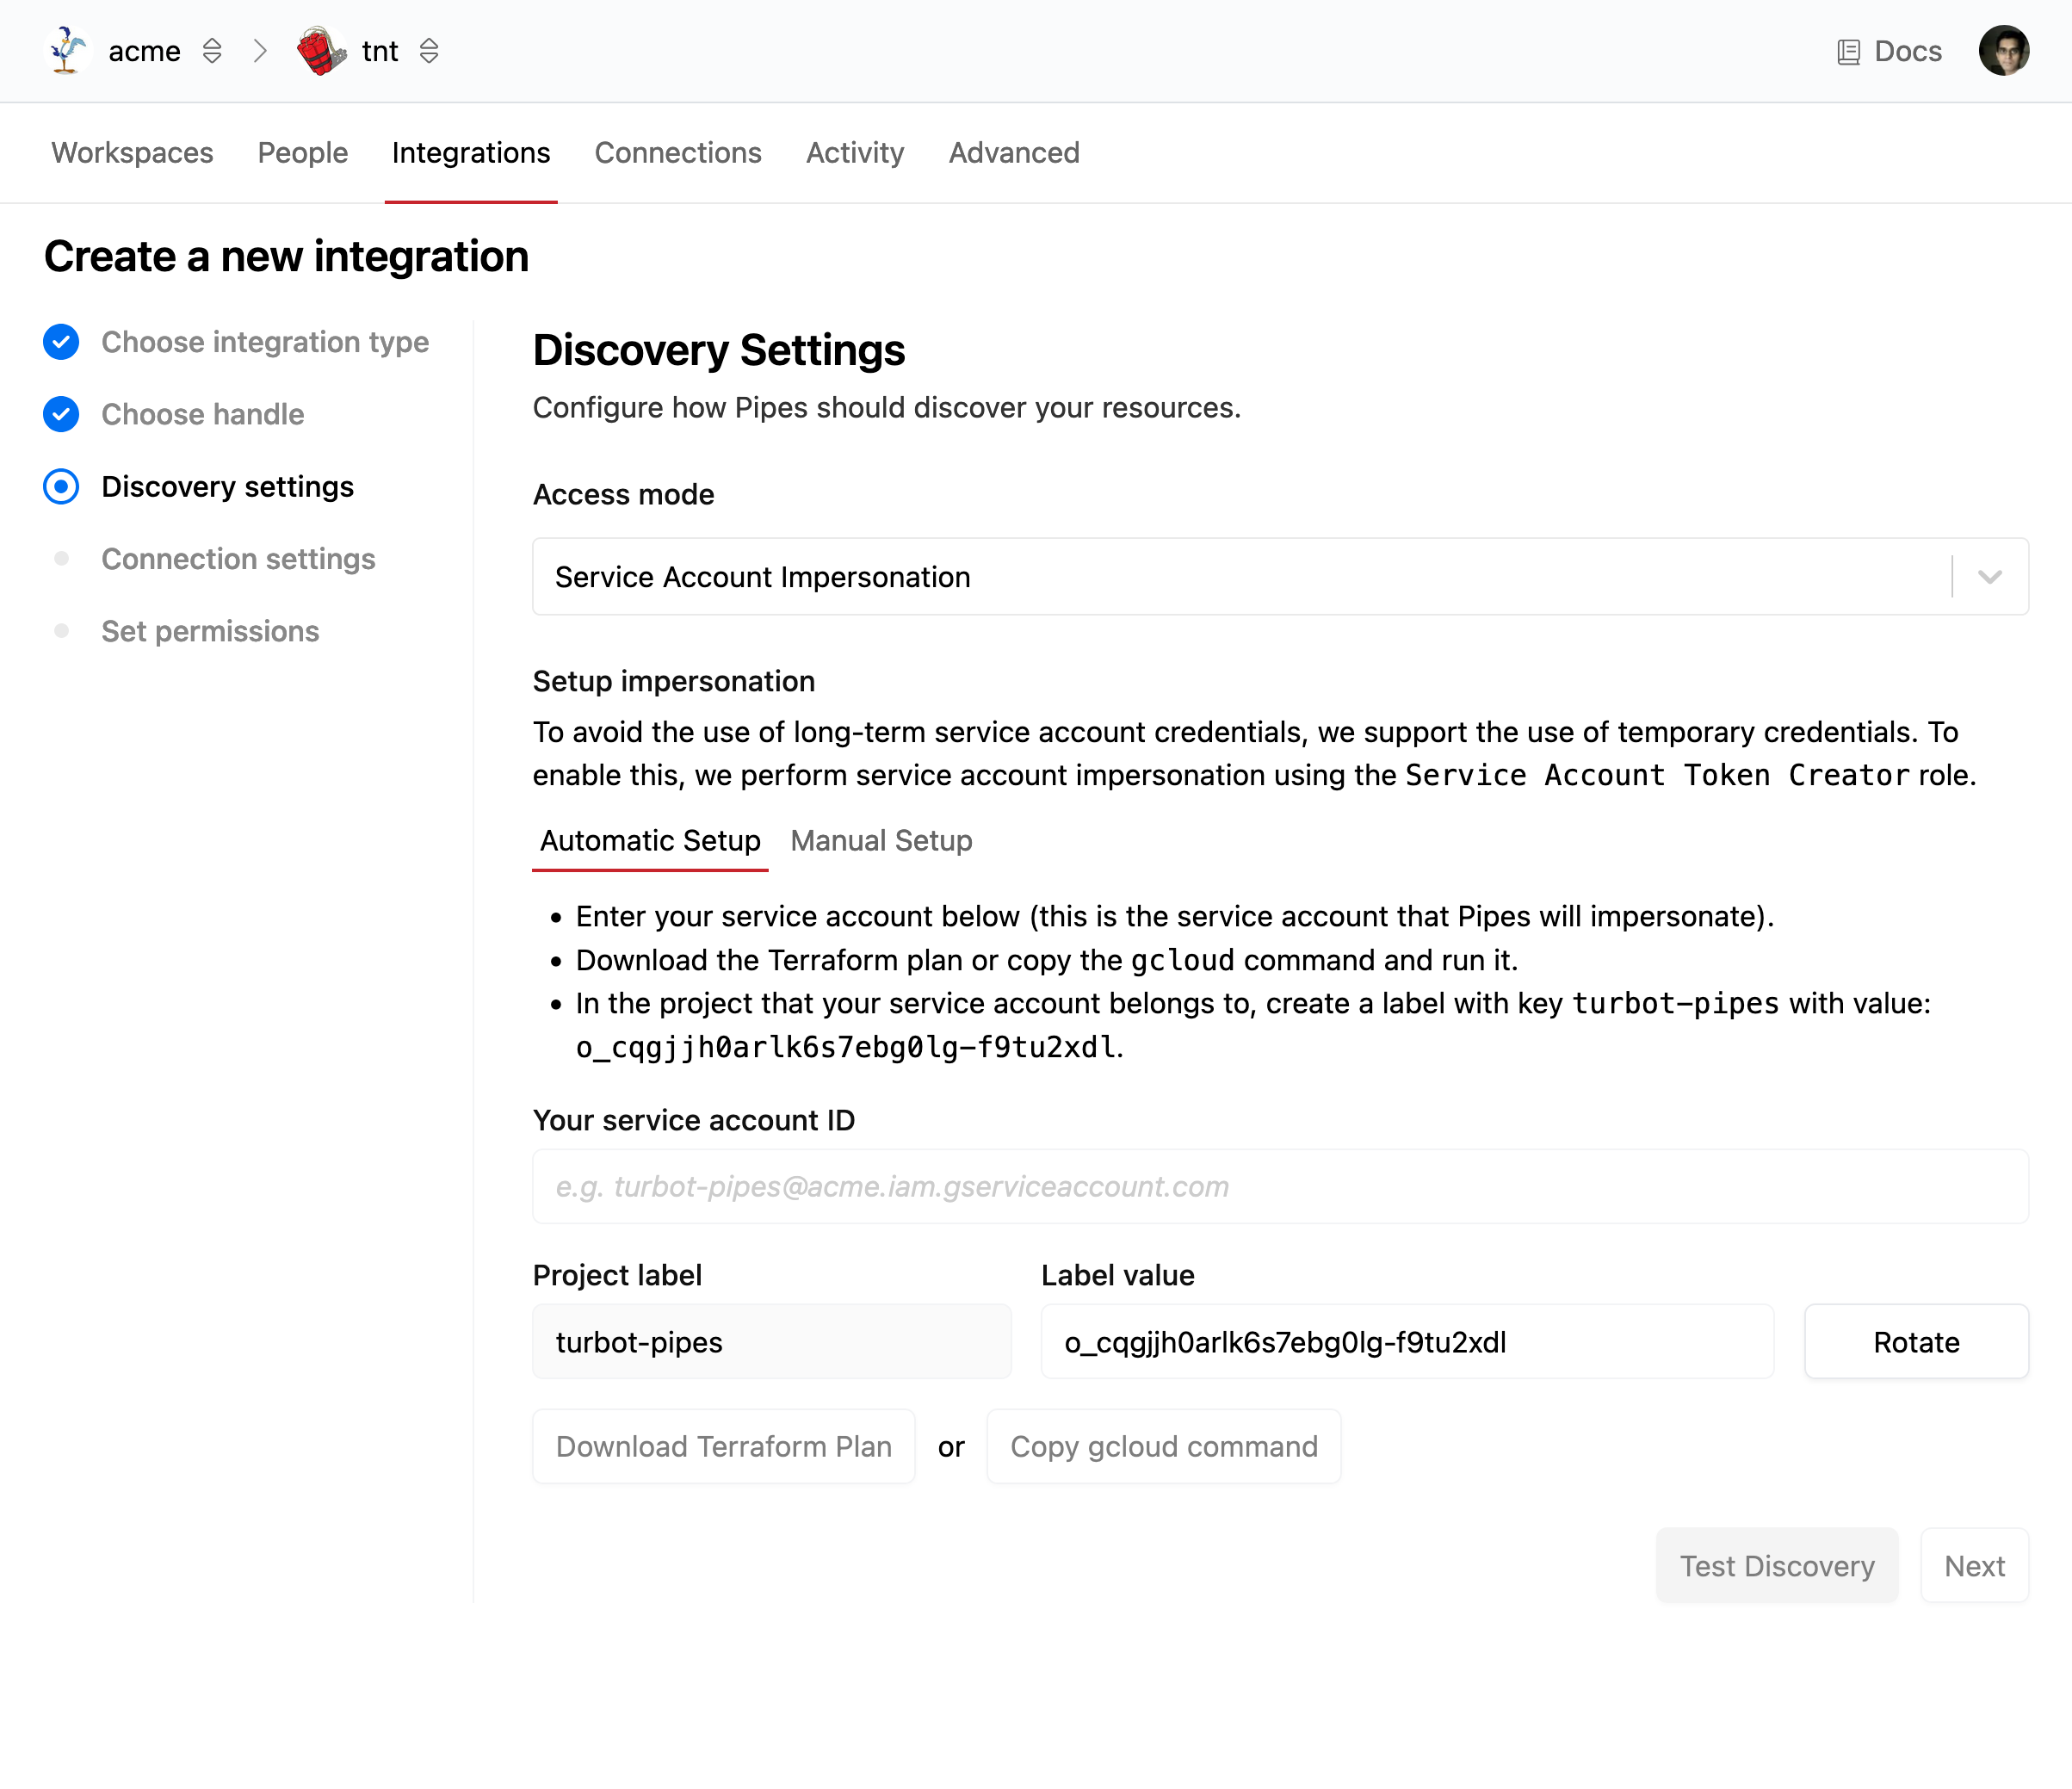 acme
tnt
Docs
Workspaces
People
Integrations
Connections
Activity
Advanced
Create a new integration
Choose integration type
Choose handle
Discovery settings
Connection settings
Set permissions
Discovery Settings
Configure how Pipes should discover your resources.
Access mode
Service Account Impersonation
Setup impersonation
To avoid the use of long-term service account credentials, we support the use of temporary credentials. To
enable this, we perform service account impersonation using the Service Account Token Creator role.
Automatic Setup
Manual Setup
• Enter your service account below (this is the service account that Pipes will impersonate).
• Download the Terraform plan or copy the gcloud command and run it.
• In the project that your service account belongs to, create a label with key turbot-pipes with value:
o_cqgjjh0arlk6s7ebg0lg-f9tu2xdl.
Your service account ID
e.g. turbot-pipes@acme.iam.gserviceaccount.com
Project label
Label value
turbot-pipes
o_cqgjjh0arlk6s7ebg0lg-f9tu2xdl
Rotate
Download Terraform Plan
or
Copy gcloud command
Test Discovery
Next